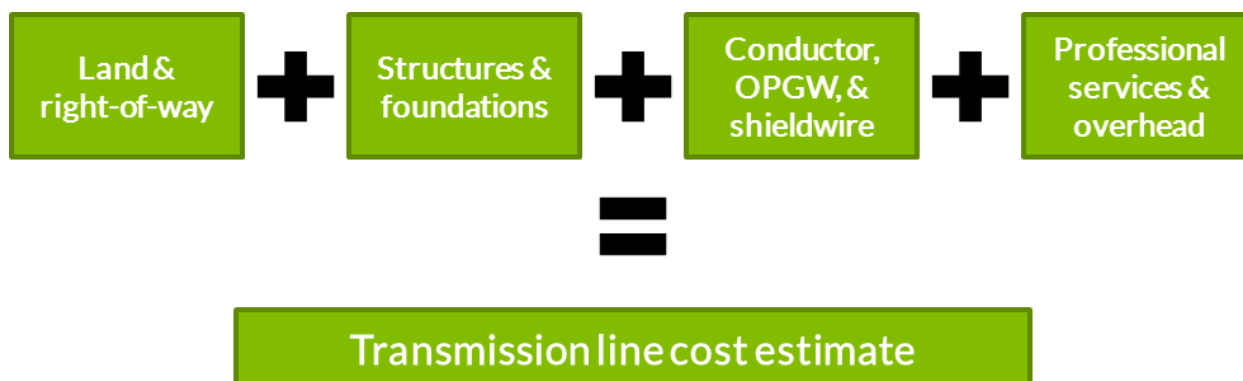 Land &
right-of-way
Structures &
foundations
Conductor,
OPGW, &
shieldwire
Professional
services &
overhead
Transmission line cost estimate